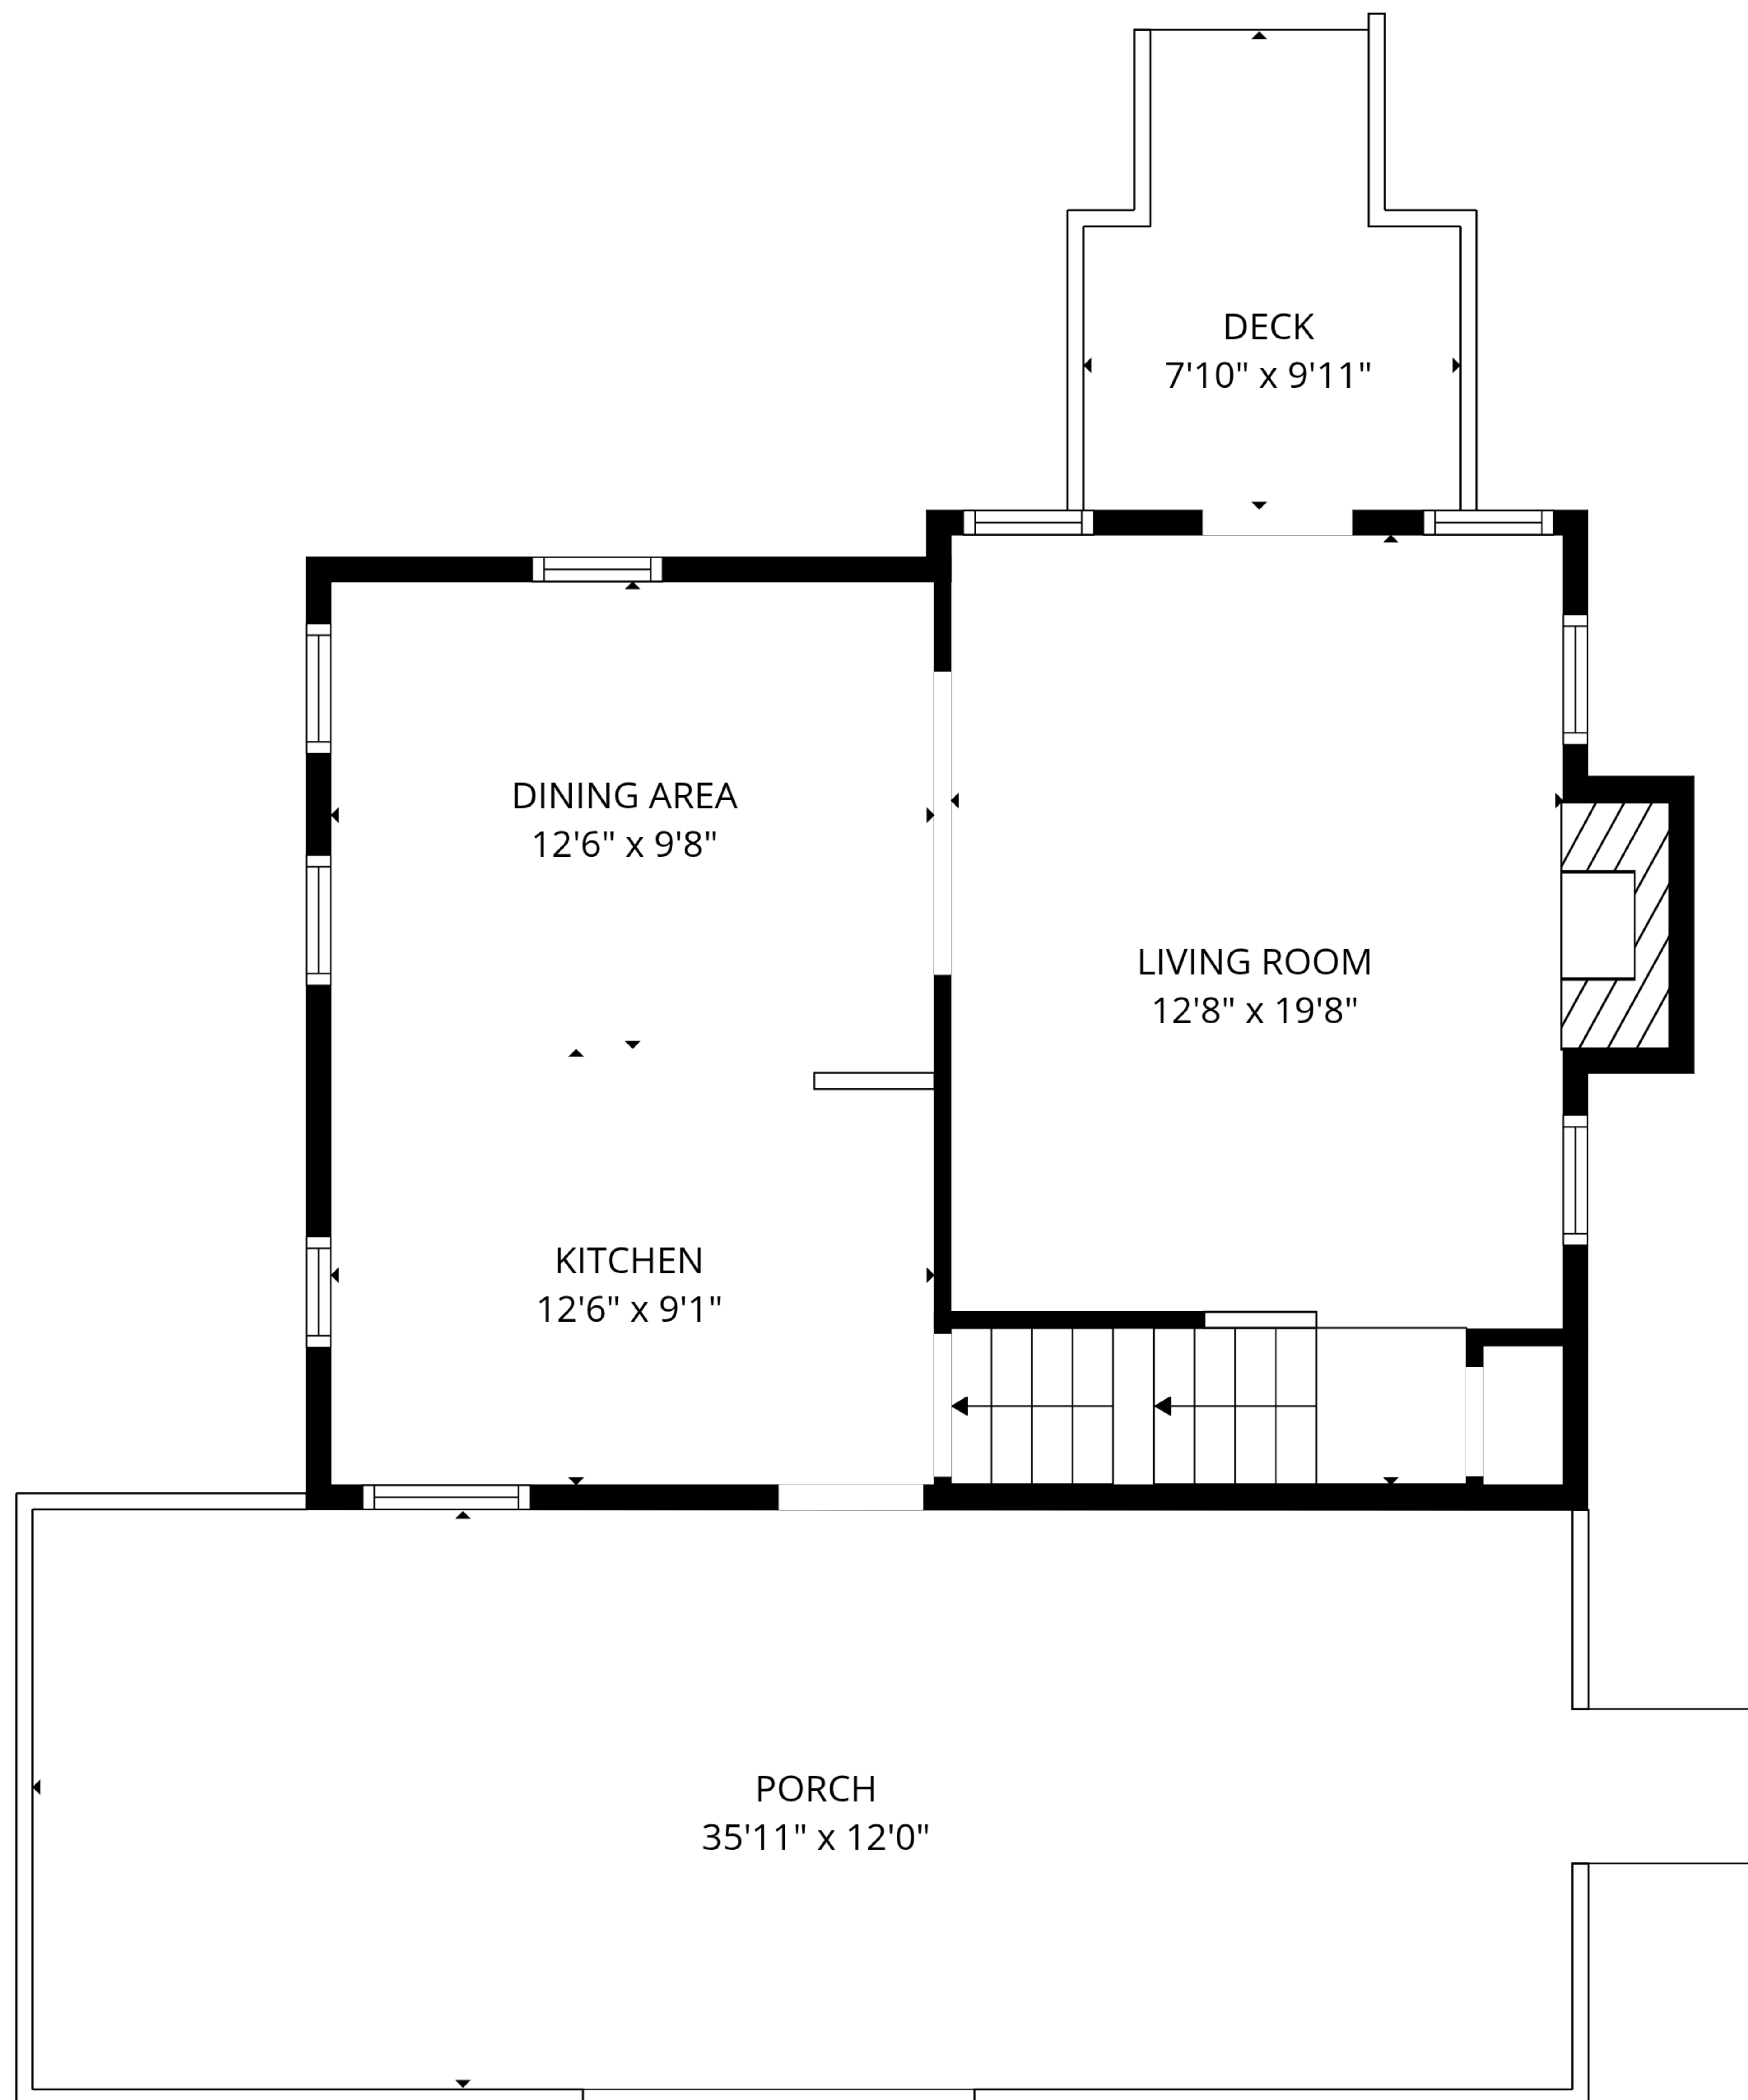 DECK
7'10" x 9'11"
DINING AREA
12'6" x 9'8"
LIVING ROOM
12'8" x 19'8"
KITCHEN
12'6" x 9'1"
PORCH
35'11" x 12'0"